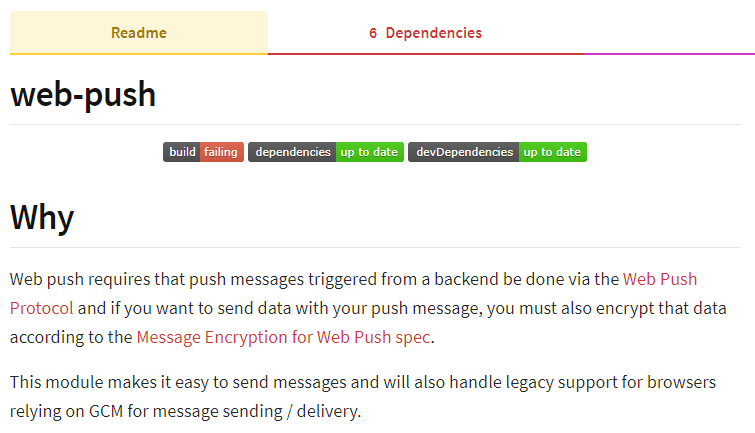 Readme
6 Dependencies
web-push
build failing dependencies up to date devDependencies up to date
Why
Web push requires that push messages triggered from a backend be done via the Web Push
Protocol and if you want to send data with your push message, you must also encrypt that data
according to the Message Encryption for Web Push spec.
This module makes it easy to send messages and will also handle legacy support for browsers
relying on GCM for message sending / delivery.